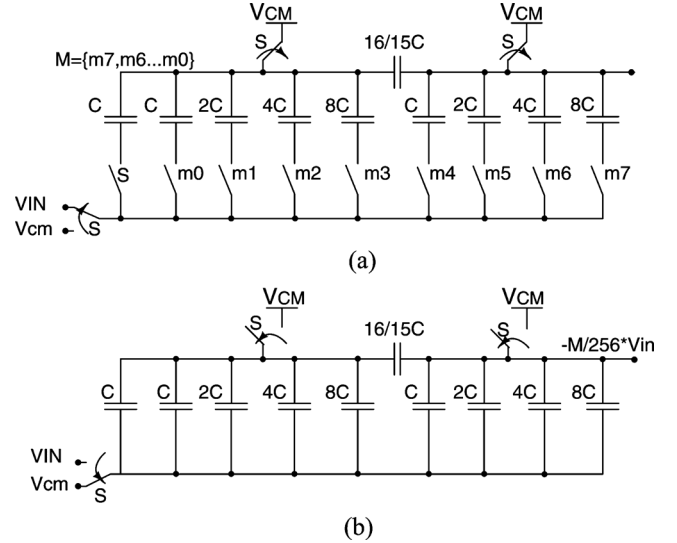 VCM VCM
S 16/15C S
M={m7,m6...m0}
C C 2C 4C 8C C 2C 4C 8C
S m0 m1 m2 m3 m4 m5 m6 m7
VIN
Vcm S
(a)
VCM VCM
S 16/15C S
-M/256*Vin
C C 2C 4C 8C C 2C 4C 8C
VIN
Vcm S
(b)